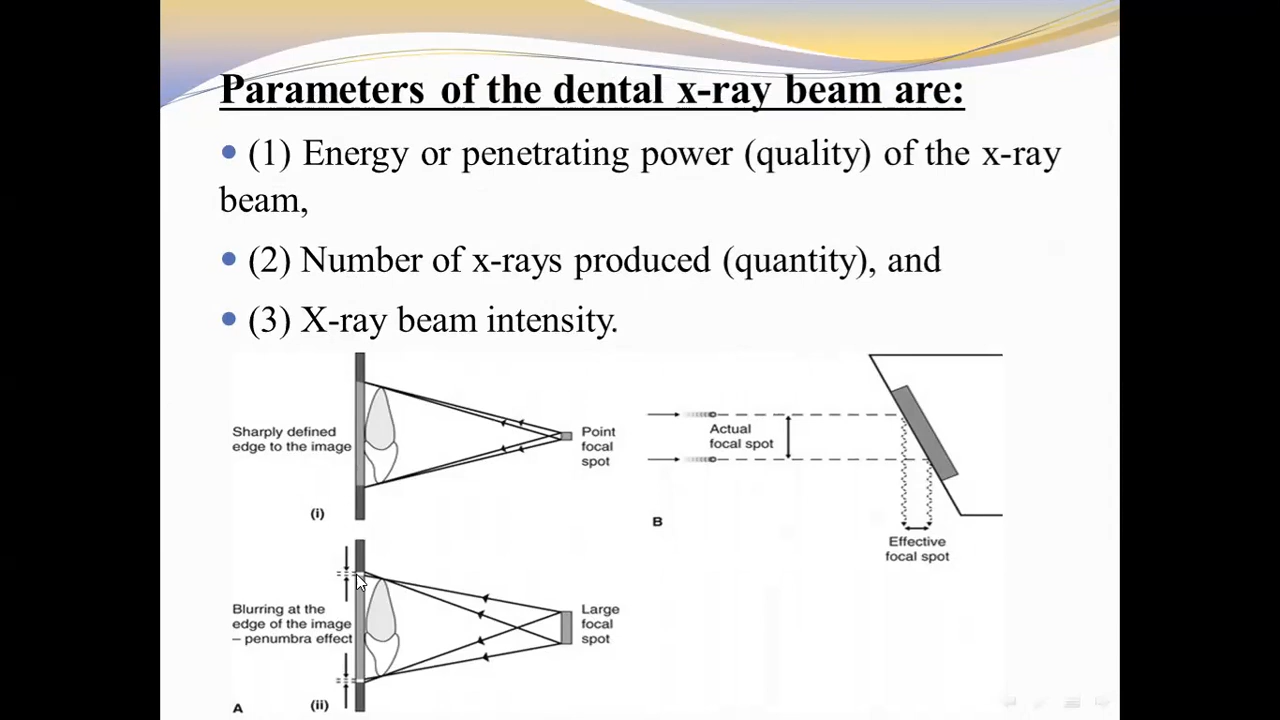 Parameters of the dental x-ray beam are:
• (1) Energy or penetrating power (quality) of the x-ray
beam,
• (2) Number of x-rays produced (quantity), and
• (3) X-ray beam intensity.
Sharply defined
edge to the image
(i)
Point
focal
spot
Blurring at the
edge of the image
– penumbra effect
A
(ii)
Large
focal
spot
Actual
focal spot
B
Effective
focal spot